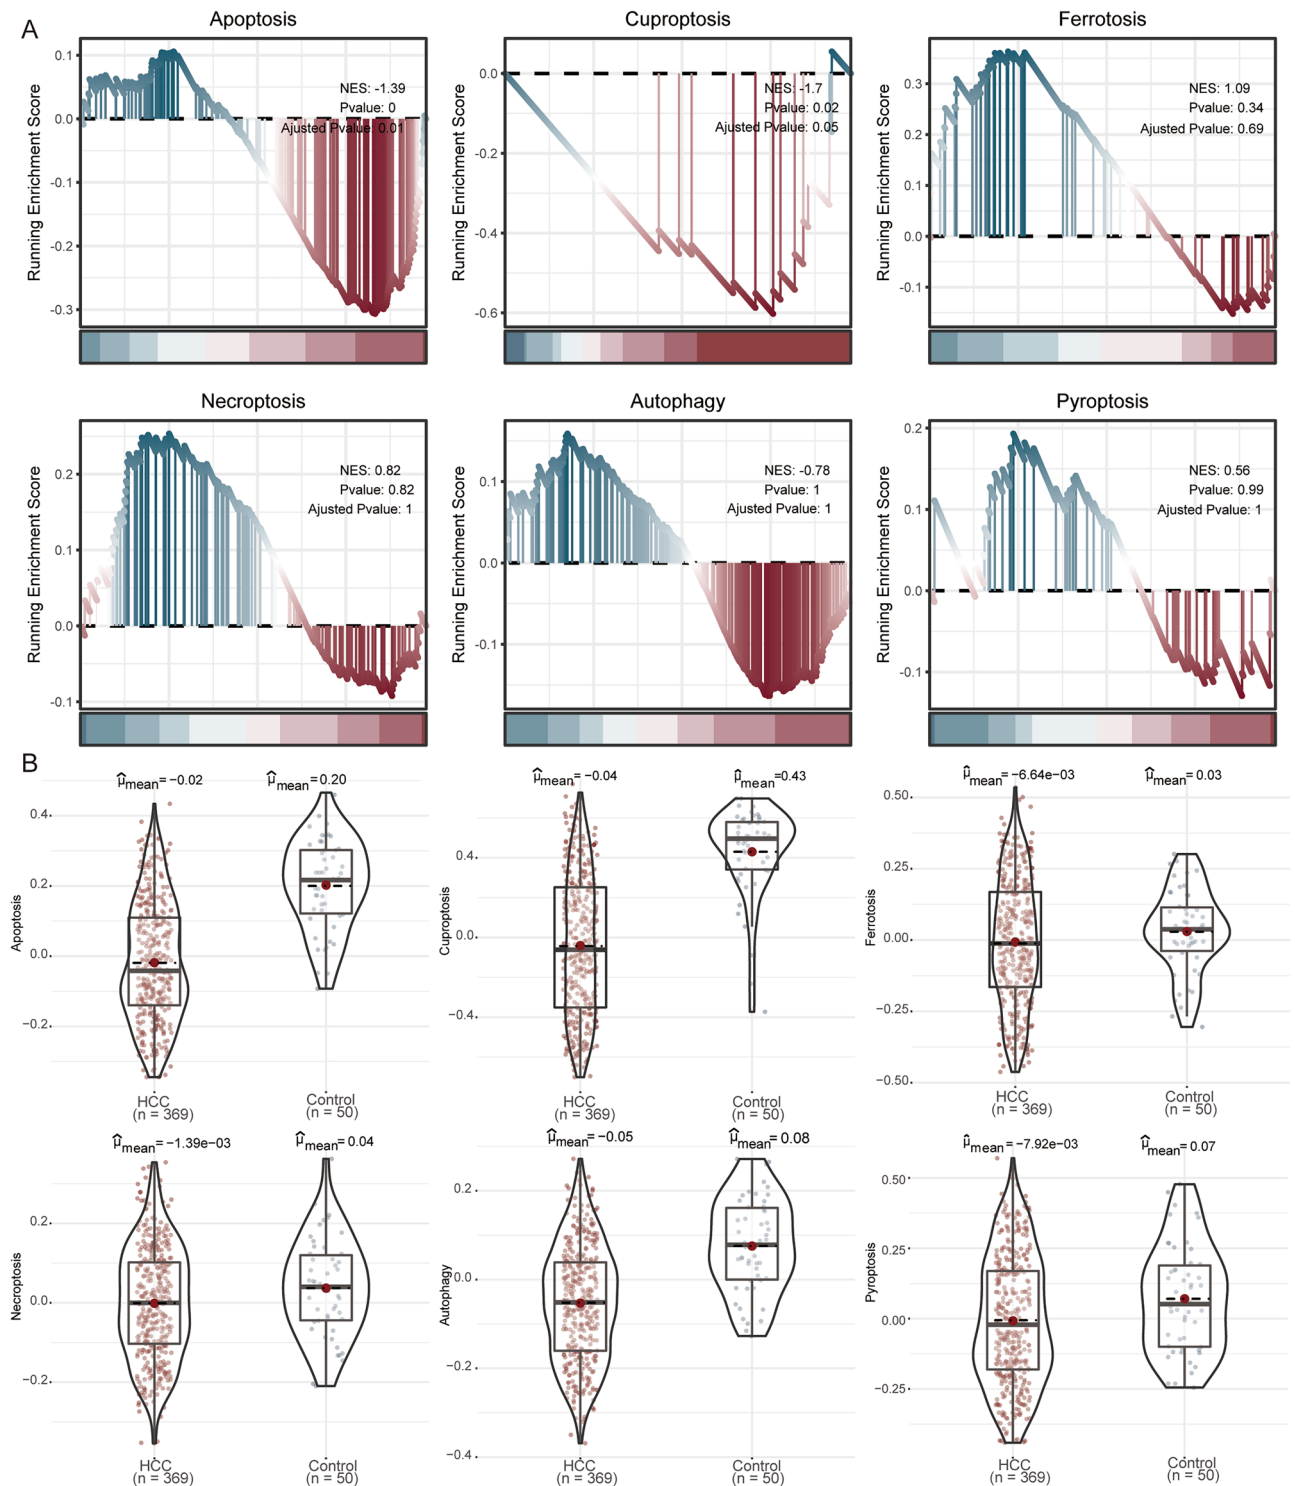 A
Apoptosis
Cuproptosis
Ferrotosis
Running Enrichment Score
0.1
0.0
-0.1
-0.2
-0.3
NES: -1.39
Pvalue: 0
Ajusted Pvalue: 0.01
Running Enrichment Score
0.0
-0.2
-0.4
-0.6
NES: -1.7
Pvalue: 0.02
Ajusted Pvalue: 0.05
Running Enrichment Score
0.3
0.2
0.1
0.0
-0.1
NES: 1.09
Pvalue: 0.34
Ajusted Pvalue: 0.69
Necroptosis
Autophagy
Pyroptosis
Running Enrichment Score
0.2
0.1
0.0
-0.1
NES: 0.82
Pvalue: 0.82
Ajusted Pvalue: 1
Running Enrichment Score
0.1
0.0
-0.1
NES: -0.78
Pvalue: 1
Ajusted Pvalue: 1
Running Enrichment Score
0.2
0.1
0.0
-0.1
NES: 0.56
Pvalue: 0.99
Ajusted Pvalue: 1
B
μ̂mean= −0.02
μ̂mean= 0.20
Apoptosis
0.4
0.2
0.0
−0.2
HCC
(n = 369)
Control
(n = 50)
μ̂mean= −0.04
μ̂mean=0.43
Cuproptosis
0.4
0.0
−0.4
HCC
(n = 369)
Control
(n = 50)
μ̂mean= −6.64e−03
μ̂mean= 0.03
Ferrotosis
0.50
0.25
0.00
−0.25
−0.50
HCC
(n = 369)
Control
(n = 50)
μ̂mean= −1.39e−03
μ̂mean= 0.04
Necroptosis
0.2
0.0
−0.2
HCC
(n = 369)
Control
(n = 50)
μ̂mean= −0.05
μ̂mean= 0.08
Autophagy
0.2
0.0
−0.2
−0.4
HCC
(n = 369)
Control
(n = 50)
μ̂mean= −7.92e−03
μ̂mean= 0.07
Pyroptosis
0.50
0.25
0.00
−0.25
HCC
(n = 369)
Control
(n = 50)